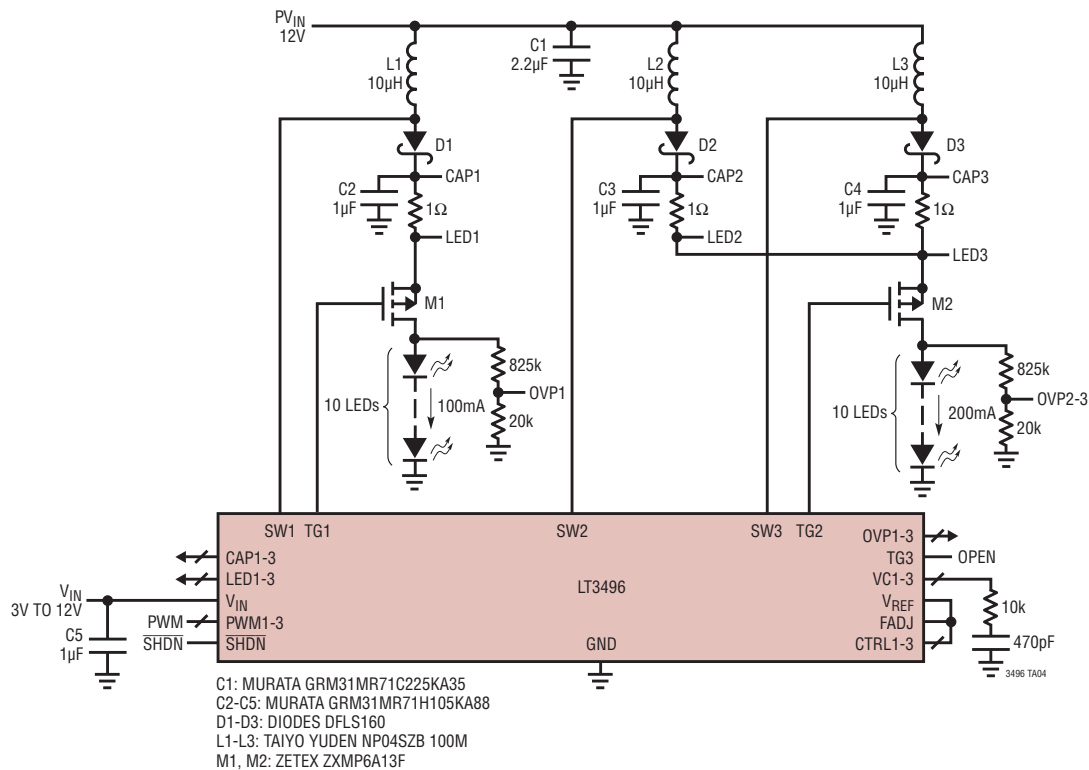 PVIN
12V
C1
2.2µF
L1
10µH
L2
10µH
L3
10µH
D1
D2
D3
CAP1
CAP2
CAP3
C2
1µF
1Ω
C3
1µF
1Ω
C4
1µF
1Ω
LED1
LED2
LED3
M1
M2
825k
OVP1
20k
10 LEDs
100mA
825k
OVP2-3
20k
10 LEDs
200mA
SW1
TG1
SW2
SW3
TG2
CAP1-3
LED1-3
VIN
PWM1-3
SHDN
LT3496
GND
OVP1-3
TG3
VC1-3
VREF
FADJ
CTRL1-3
OPEN
VIN
3V TO 12V
PWM
SHDN
C5
1µF
10k
470pF
3496 TA04
C1: MURATA GRM31MR71C225KA35
C2-C5: MURATA GRM31MR71H105KA88
D1-D3: DIODES DFLS160
L1-L3: TAIYO YUDEN NP04SZB 100M
M1, M2: ZETEX ZXMP6A13F